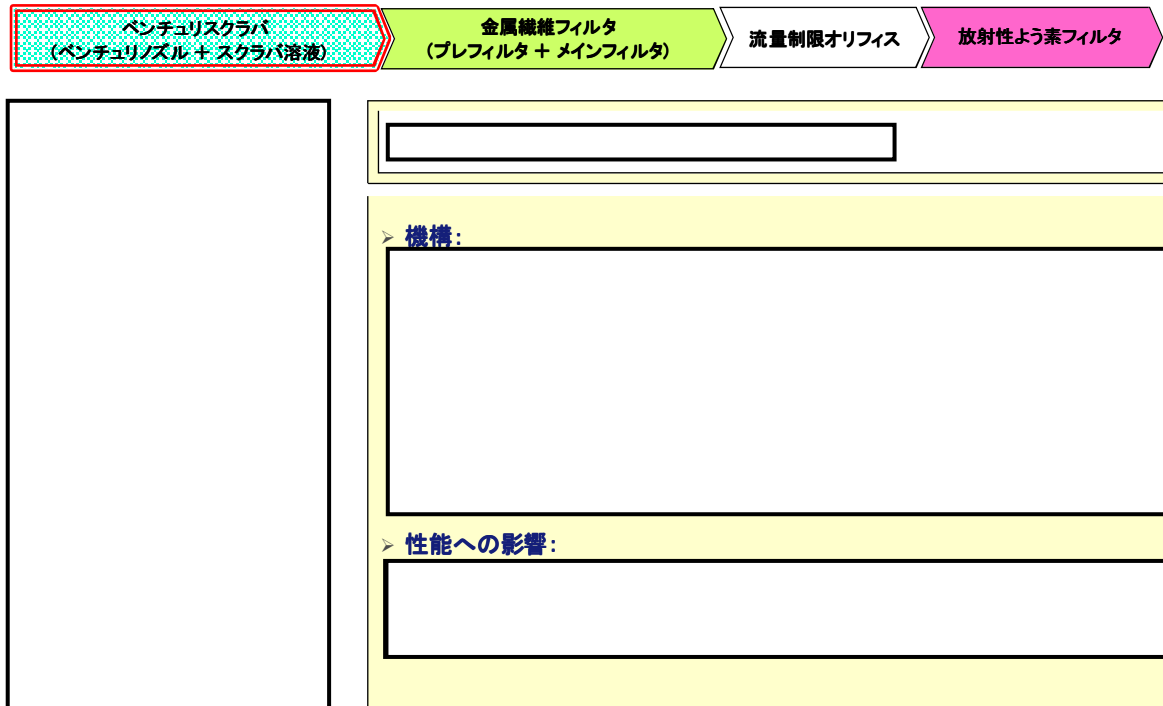 ベンチュリスクラバ
(ベンチュリノズル + スクラバ溶液)
金属繊維フィルタ
(プレフィルタ + メインフィルタ)
流量制限オリフィス
放射性よう素フィルタ
➢ 機構:
➢ 性能への影響: